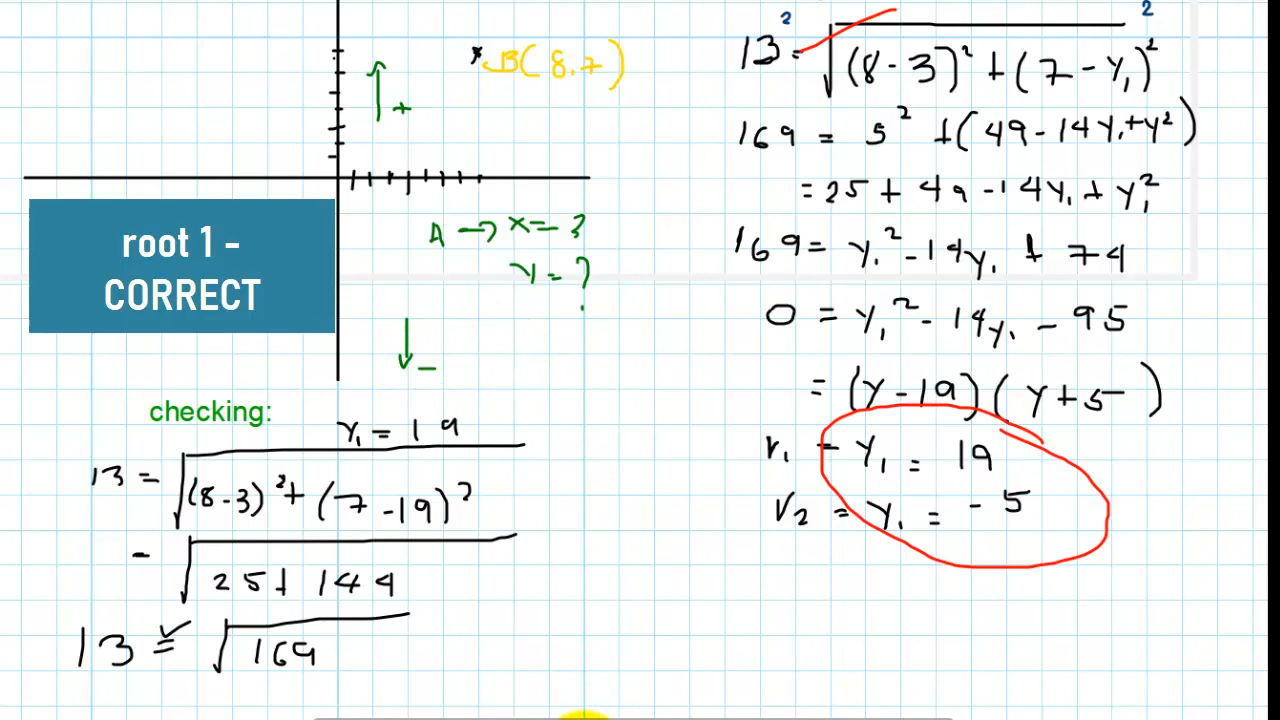 B(8.7)
+
A → x = 3
y = ?
−
root 1 -
CORRECT
checking:
y₁ = 19
13 = √(8-3)² + (7-19)²
= √25+144
13 = ✓ √169
13² = √(8-3)² + (7-y₁)² ²
169 = 5² + (49-14y₁+y²)
= 25 + 49 -14y₁ + y₁²
169 = y₁² -14y₁ + 74
0 = y₁² - 14y₁ - 95
= (y-19)(y+5)
r₁ = y₁ = 19
r₂ = y₁ = -5